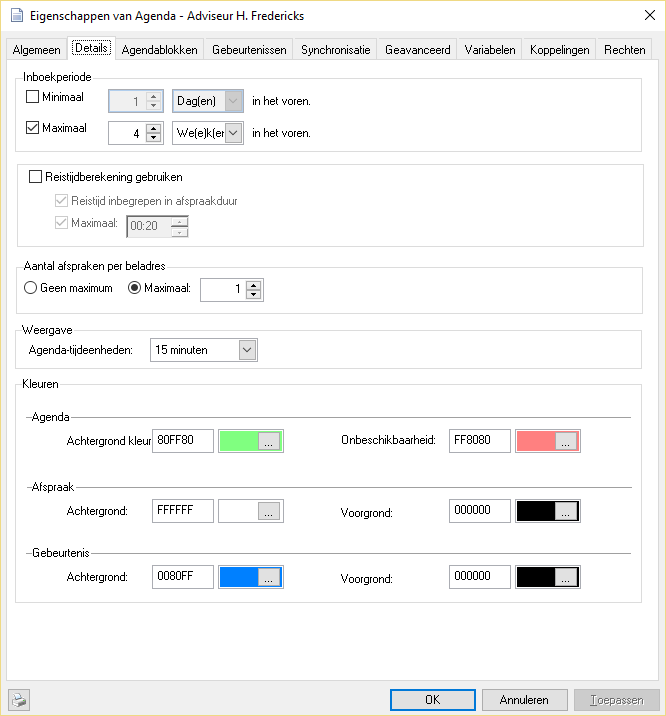 Eigenschappen van Agenda - Adviseur H. Fredericks
Algemeen Details Agendablokken Gebeurtenissen Synchronisatie Geavanceerd Variabelen Koppelingen Rechten
Inboekperiode
Minimaal 1 Dag(en) in het voren.
Maximaal 4 We(e)k(er in het voren.
Reistijdberekening gebruiken
Reistijd inbegrepen in afspraakduur
Maximaal: 00:20
Aantal afspraken per beladres
Geen maximum Maximaal: 1
Weergave
Agenda-tijdeenheden: 15 minuten
Kleuren
Agenda
Achtergrond kleur 80FF80 ... Onbeschikbaarheid: FF8080 ...
Afspraak
Achtergrond: FFFFFF ... Voorgrond: 000000 ...
Gebeurtenis
Achtergrond: 0080FF ... Voorgrond: 000000 ...
OK Annuleren Toepassen